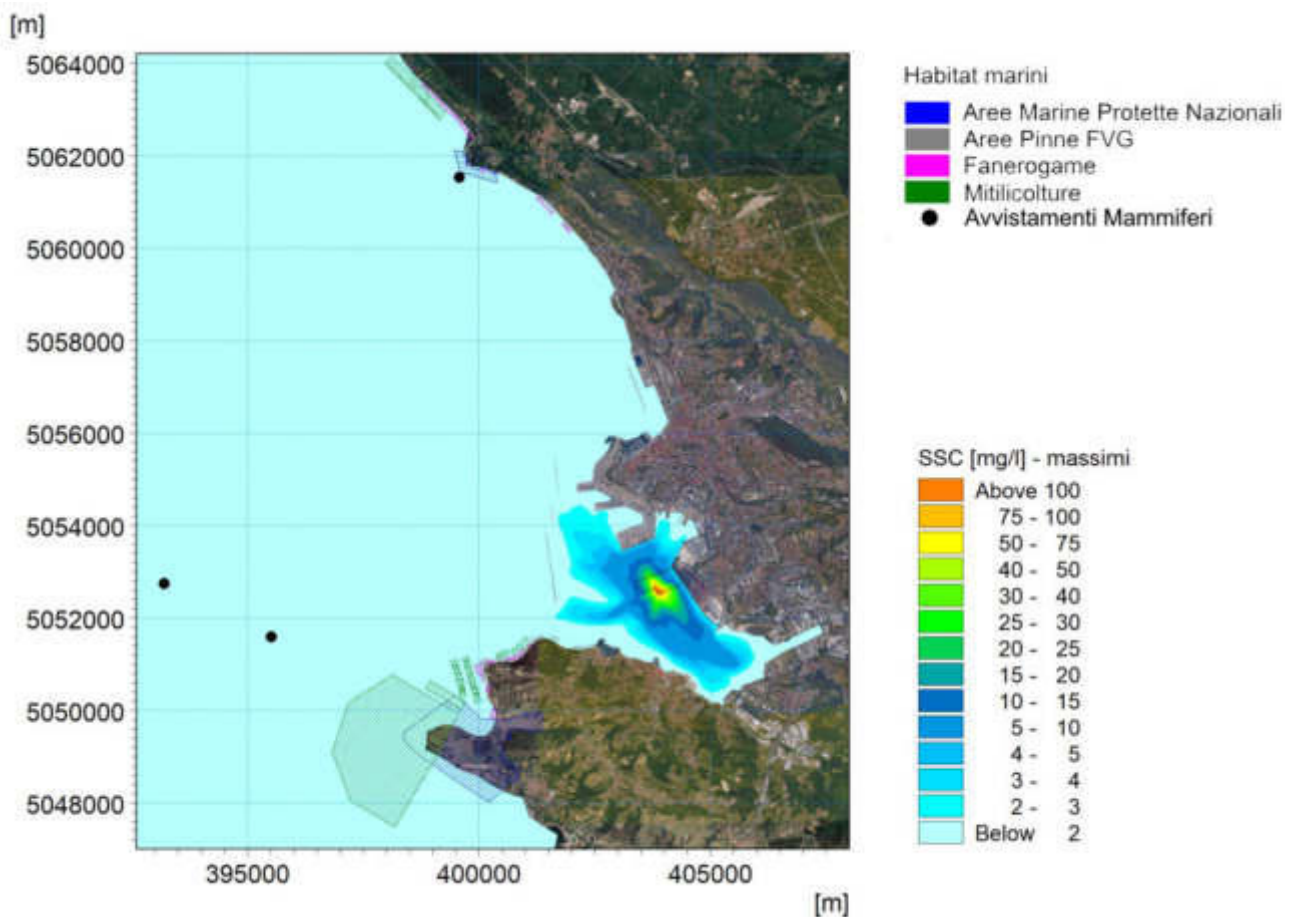 [m]
5064000
5062000
5060000
5058000
5056000
5054000
5052000
5050000
5048000
395000
400000
405000
[m]
Habitat marini
Aree Marine Protette Nazionali
Aree Pinne FVG
Fanerogame
Mitilicolture
Avvistamenti Mammiferi
SSC [mg/l] - massimi
Above 100
75 - 100
50 - 75
40 - 50
30 - 40
25 - 30
20 - 25
15 - 20
10 - 15
5 - 10
4 - 5
3 - 4
2 - 3
Below 2